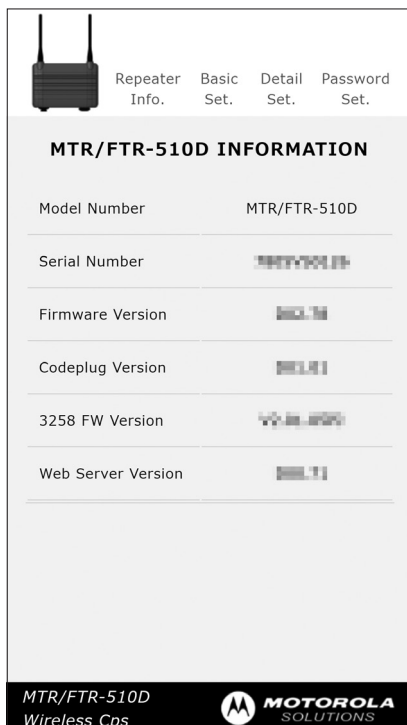 Repeater Basic Detail Password
Info. Set. Set. Set.
MTR/FTR-510D INFORMATION
Model Number MTR/FTR-510D
Serial Number
Firmware Version
Codeplug Version
3258 FW Version
Web Server Version
MTR/FTR-510D
Wireless Cps
MOTOROLA
SOLUTIONS